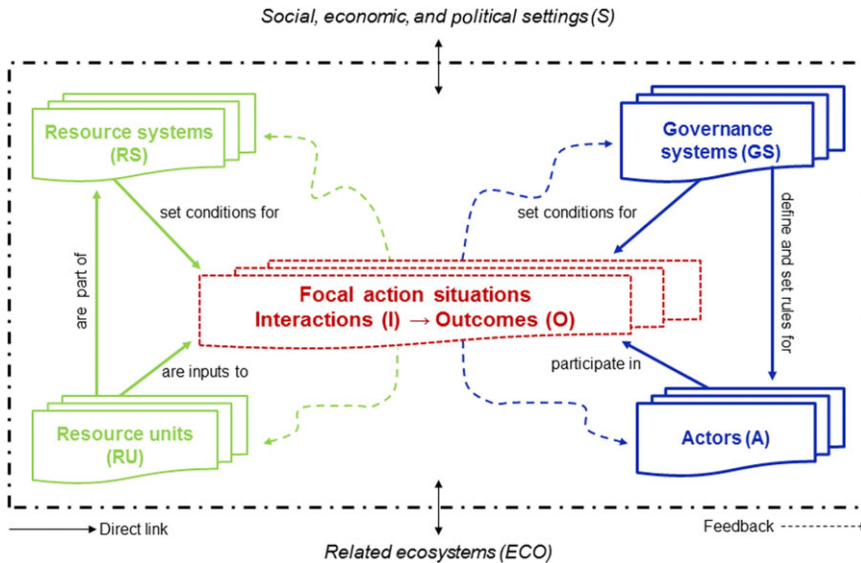 Social, economic, and political settings (S)
Resource systems
(RS)
Governance
systems (GS)
set conditions for
set conditions for
are part of
define and set rules for
Focal action situations
Interactions (I) → Outcomes (O)
are inputs to
participate in
Resource units
(RU)
Actors (A)
Direct link
Feedback
Related ecosystems (ECO)